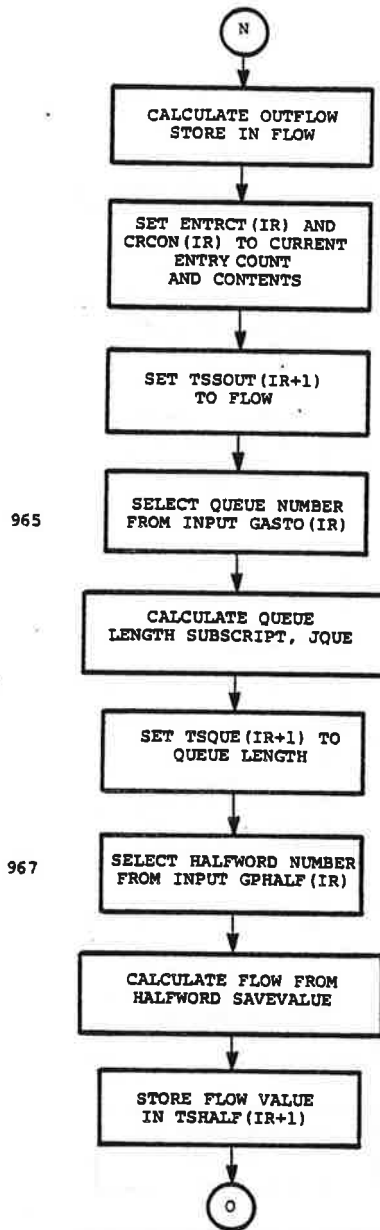 N
CALCULATE OUTFLOW
STORE IN FLOW
SET ENTRCT(IR) AND
CRCON(IR) TO CURRENT
ENTRY COUNT
AND CONTENTS
SET TSSOUT(IR+1)
TO FLOW
965
SELECT QUEUE NUMBER
FROM INPUT GASTO(IR)
CALCULATE QUEUE
LENGTH SUBSCRIPT, JQUE
SET TSQUE(IR+1) TO
QUEUE LENGTH
967
SELECT HALFWORD NUMBER
FROM INPUT GPHALF(IR)
CALCULATE FLOW FROM
HALFWORD SAVEVALUE
STORE FLOW VALUE
IN TSHALF(IR+1)
O